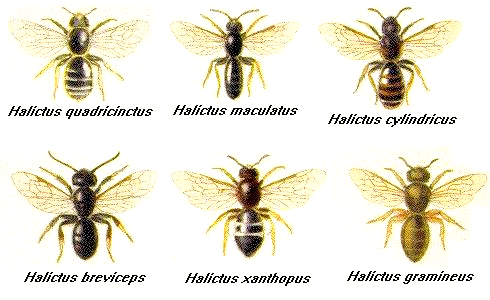 Halictus quadricinctus
Halictus maculatus
Halictus cylindricus
Halictus breviceps
Halictus xanthopus
Halictus gramineus